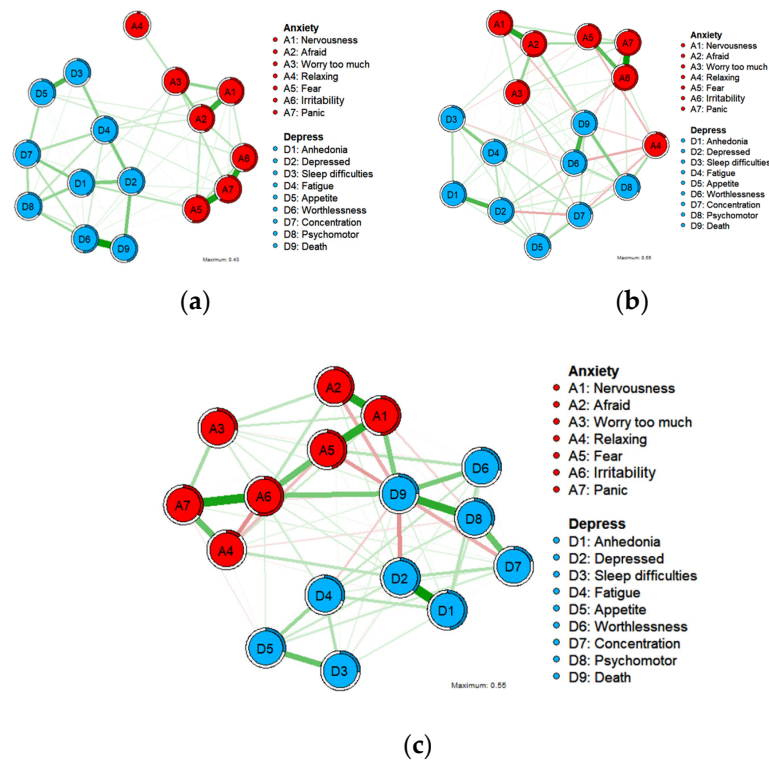 A4
A3
A1
A2
A6
A7
A5
D3
D5
D4
D7
D1
D2
D8
D6
D9
Anxiety
A1: Nervousness
A2: Afraid
A3: Worry too much
A4: Relaxing
A5: Fear
A6: Irritability
A7: Panic
Depress
D1: Anhedonia
D2: Depressed
D3: Sleep difficulties
D4: Fatigue
D5: Appetite
D6: Worthlessness
D7: Concentration
D8: Psychomotor
D9: Death
Maximum: 0.43
(a)
A1
A2
A5
A7
A6
A3
D3
D9
A4
D4
D6
D1
D2
D8
D7
D5
Anxiety
A1: Nervousness
A2: Afraid
A3: Worry too much
A4: Relaxing
A5: Fear
A6: Irritability
A7: Panic
Depress
D1: Anhedonia
D2: Depressed
D3: Sleep difficulties
D4: Fatigue
D5: Appetite
D6: Worthlessness
D7: Concentration
D8: Psychomotor
D9: Death
Maximum: 0.55
(b)
A2
A1
A3
A5
D6
A7
A6
D9
D8
A4
D7
D4
D2
D1
D5
D3
Anxiety
A1: Nervousness
A2: Afraid
A3: Worry too much
A4: Relaxing
A5: Fear
A6: Irritability
A7: Panic
Depress
D1: Anhedonia
D2: Depressed
D3: Sleep difficulties
D4: Fatigue
D5: Appetite
D6: Worthlessness
D7: Concentration
D8: Psychomotor
D9: Death
Maximum: 0.55
(c)